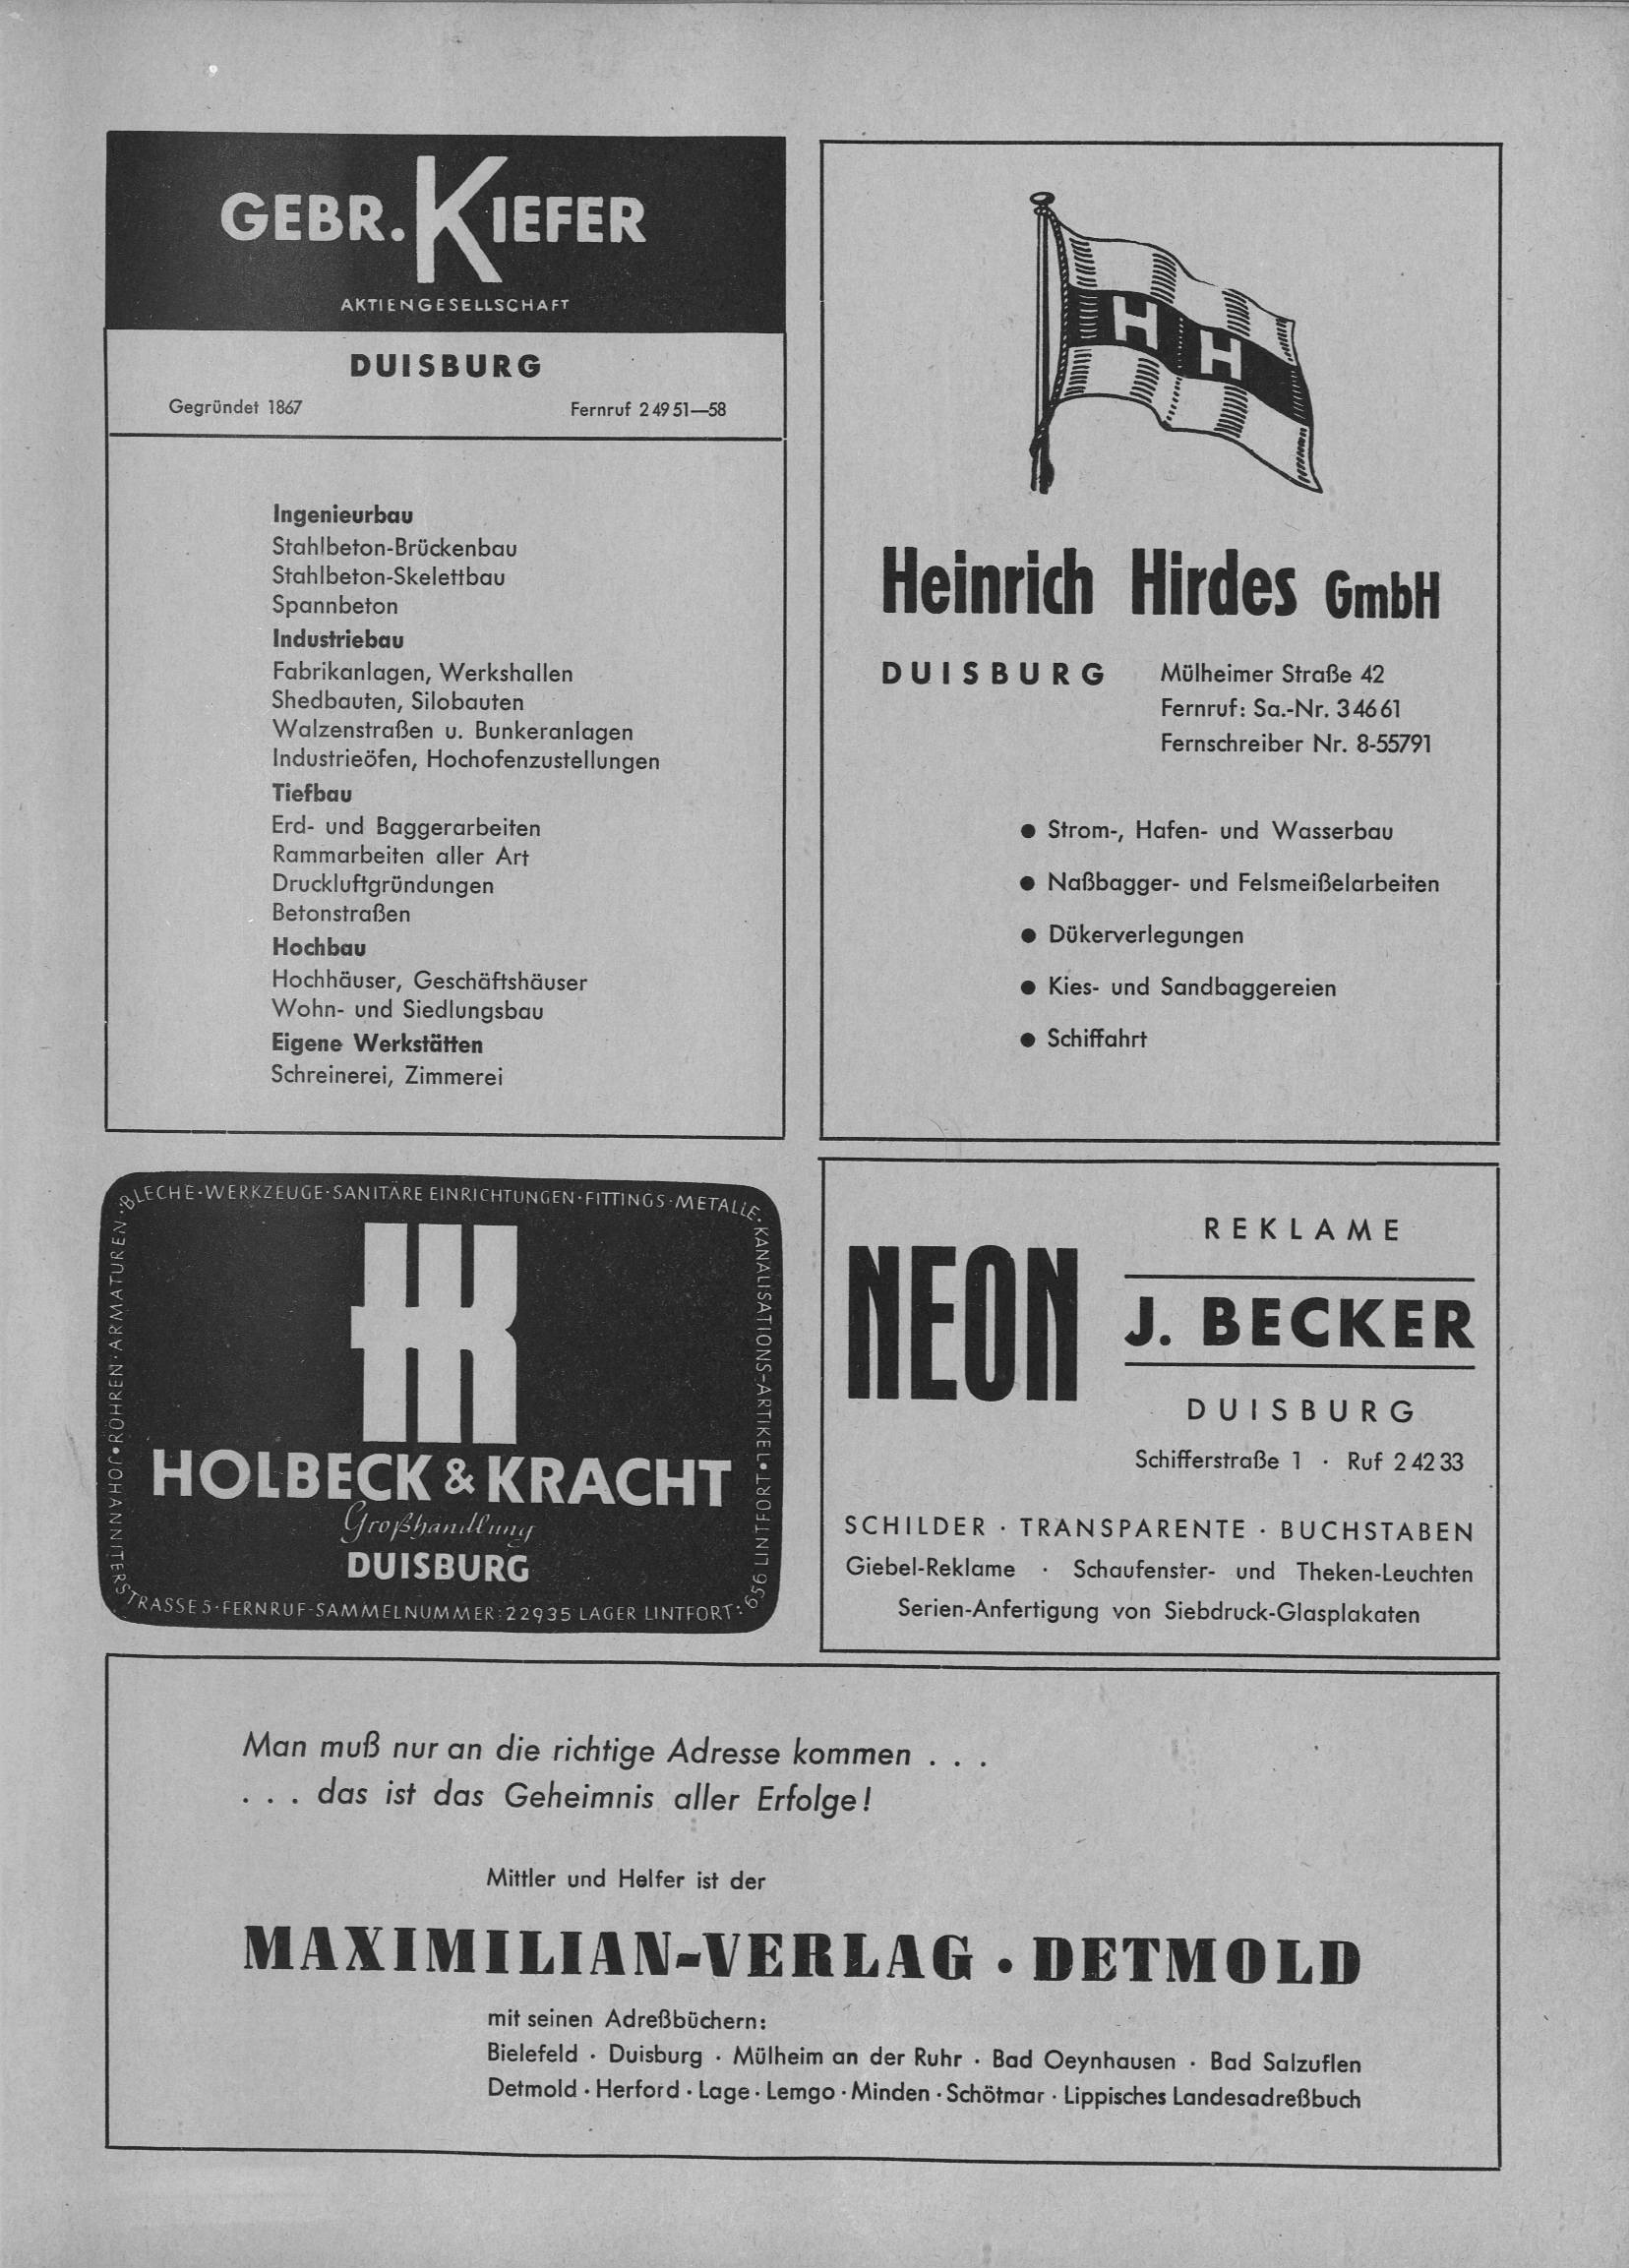 GEBR. KIEFER
AKTIENGESELLSCHAFT
DUISBURG
Gegründet 1867
Fernruf 2 49 51—58
Ingenieurbau
Stahlbeton-Brückenbau
Stahlbeton-Skelettbau
Spannbeton
Industriebau
Fabrikanlagen, Werkshallen
Shedbauten, Silobauten
Walzenstraßen u. Bunkeranlagen
Industrieöfen, Hochofenzustellungen
Tiefbau
Erd- und Baggerarbeiten
Rammarbeiten aller Art
Druckluftgründungen
Betonstraßen
Hochbau
Hochhäuser, Geschäftshäuser
Wohn- und Siedlungsbau
Eigene Werkstätten
Schreinerei, Zimmerei
H H
Heinrich Hirdes GmbH
DUISBURG
Mülheimer Straße 42
Fernruf: Sa.-Nr. 3 46 61
Fernschreiber Nr. 8-55791
● Strom-, Hafen- und Wasserbau
● Naßbagger- und Felsmeißelarbeiten
● Dükerverlegungen
● Kies- und Sandbaggereien
● Schiffahrt
RÖHREN · ARMATUREN ·
BLECHE · WERKZEUGE · SANITÄRE EINRICHTUNGEN · FITTINGS · METALLE ·
KANALISATIONS-ARTIKEL •
HK
HOLBECK & KRACHT
Großhandlung
DUISBURG
JOHANNITERSTRASSE 5 · FERNRUF-SAMMELNUMMER: 22935 LAGER LINTFORT: 656 LINTFORT •
NEON
REKLAME
J. BECKER
DUISBURG
Schifferstraße 1 · Ruf 2 42 33
SCHILDER · TRANSPARENTE · BUCHSTABEN
Giebel-Reklame · Schaufenster- und Theken-Leuchten
Serien-Anfertigung von Siebdruck-Glasplakaten
Man muß nur an die richtige Adresse kommen . . .
. . . das ist das Geheimnis aller Erfolge!
Mittler und Helfer ist der
MAXIMILIAN-VERLAG · DETMOLD
mit seinen Adreßbüchern:
Bielefeld · Duisburg · Mülheim an der Ruhr · Bad Oeynhausen · Bad Salzuflen
Detmold · Herford · Lage · Lemgo · Minden · Schötmar · Lippisches Landesadreßbuch